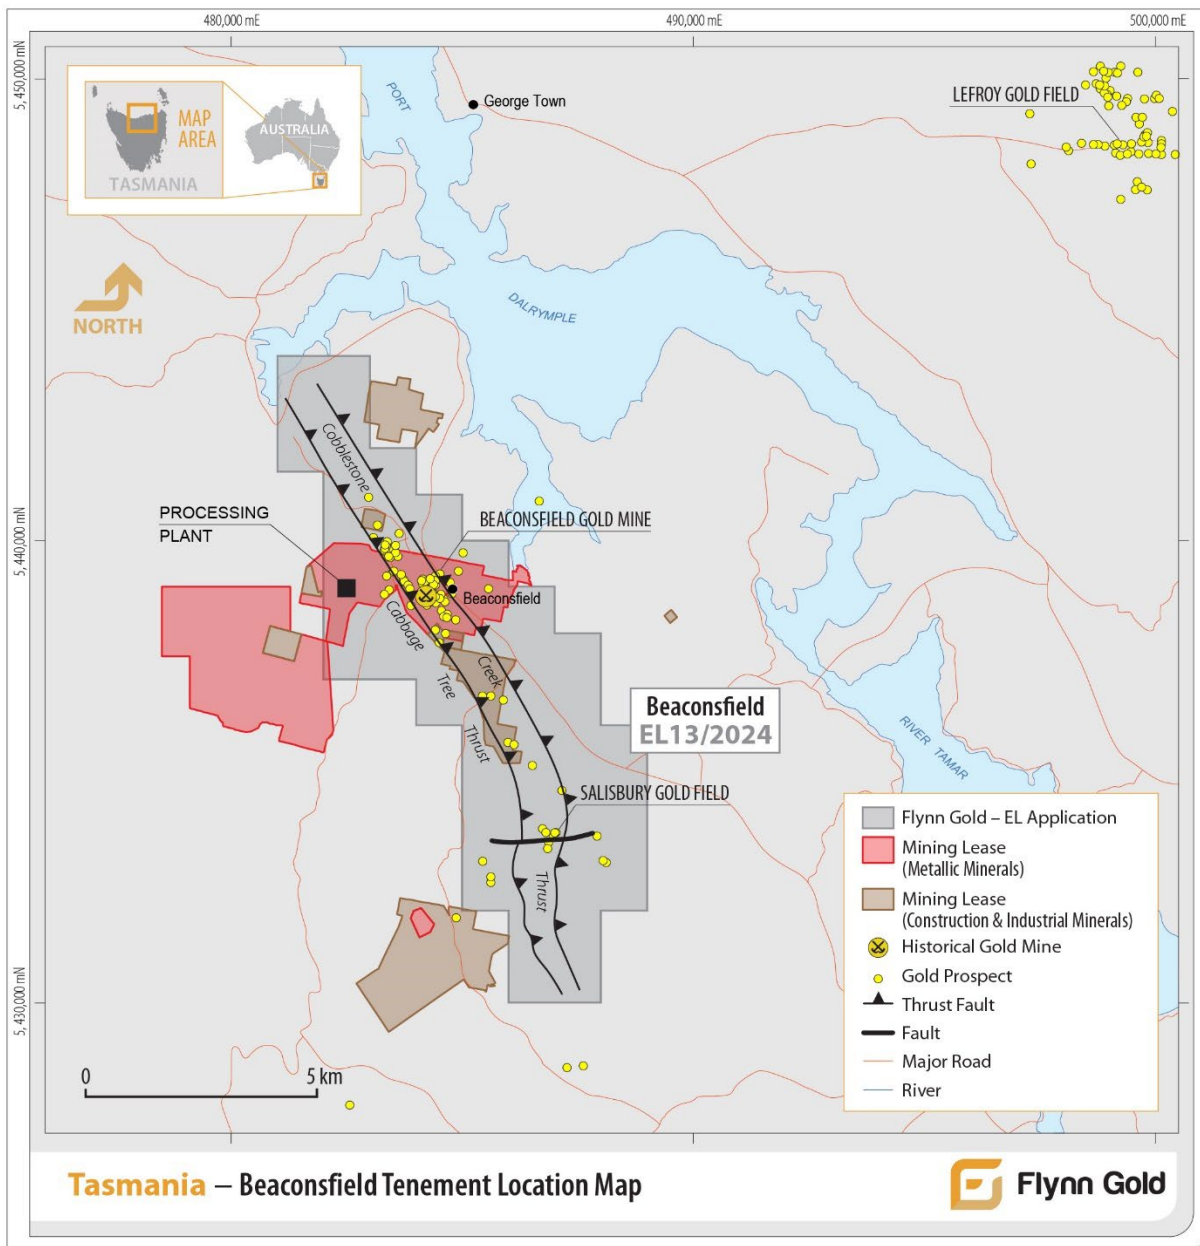 480,000 mE
490,000 mE
500,000 mE
5,450,000 mN
5,440,000 mN
5,430,000 mN
MAP
AREA
TASMANIA
AUSTRALIA
NORTH
PORT
George Town
LEFROY GOLD FIELD
DALRYMPLE
Cobblestone
PROCESSING
PLANT
BEACONSFIELD GOLD MINE
Beaconsfield
Cabbage
Creek
Tree
Thrust
Beaconsfield
EL13/2024
RIVER TAMAR
SALISBURY GOLD FIELD
Thrust
Flynn Gold – EL Application
Mining Lease
(Metallic Minerals)
Mining Lease
(Construction & Industrial Minerals)
Historical Gold Mine
Gold Prospect
Thrust Fault
Fault
Major Road
River
0 5 km
Tasmania – Beaconsfield Tenement Location Map
Flynn Gold